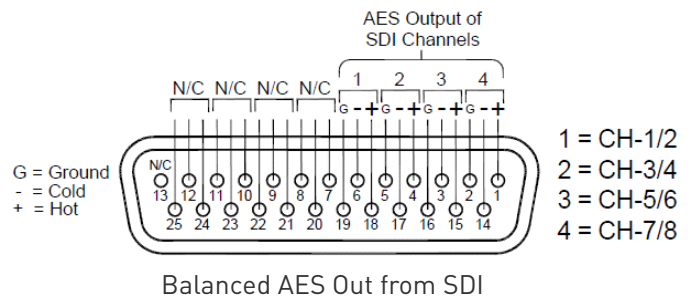 AES Output of
SDI Channels
1 2 3 4
N/C N/C N/C N/C
G - + G - + G - + G - +
1 = CH-1/2
2 = CH-3/4
3 = CH-5/6
4 = CH-7/8
G = Ground
- = Cold
+ = Hot
N/C
13 12 11 10 9 8 7 6 5 4 3 2 1
25 24 23 22 21 20 19 18 17 16 15 14
Balanced AES Out from SDI